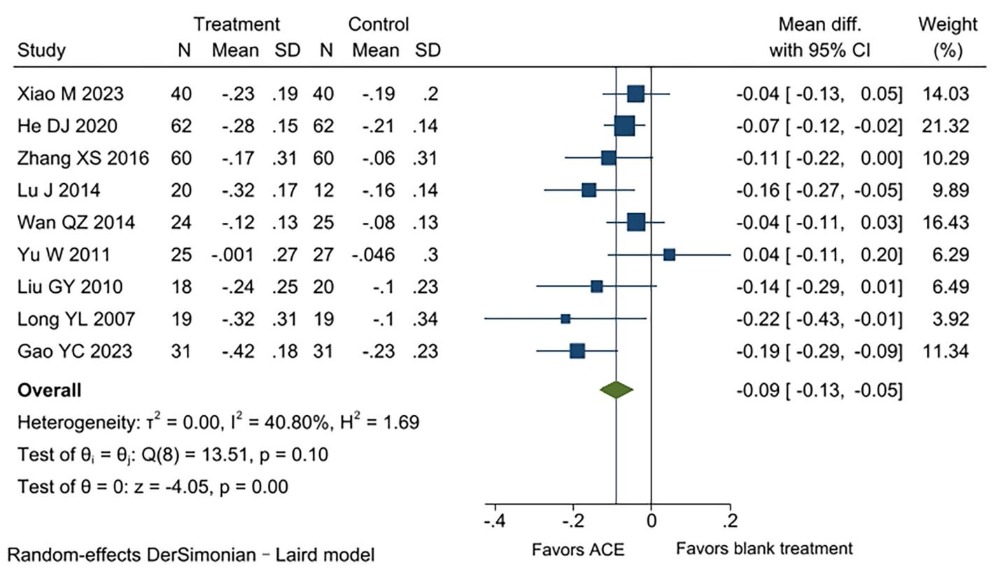 Treatment Control Mean diff. Weight
Study N Mean SD N Mean SD with 95% CI (%)
Xiao M 2023 40 -.23 .19 40 -.19 .2 -0.04 [ -0.13, 0.05] 14.03
He DJ 2020 62 -.28 .15 62 -.21 .14 -0.07 [ -0.12, -0.02] 21.32
Zhang XS 2016 60 -.17 .31 60 -.06 .31 -0.11 [ -0.22, 0.00] 10.29
Lu J 2014 20 -.32 .17 12 -.16 .14 -0.16 [ -0.27, -0.05] 9.89
Wan QZ 2014 24 -.12 .13 25 -.08 .13 -0.04 [ -0.11, 0.03] 16.43
Yu W 2011 25 -.001 .27 27 -.046 .3 0.04 [ -0.11, 0.20] 6.29
Liu GY 2010 18 -.24 .25 20 -.1 .23 -0.14 [ -0.29, 0.01] 6.49
Long YL 2007 19 -.32 .31 19 -.1 .34 -0.22 [ -0.43, -0.01] 3.92
Gao YC 2023 31 -.42 .18 31 -.23 .23 -0.19 [ -0.29, -0.09] 11.34
Overall -0.09 [ -0.13, -0.05]
Heterogeneity: τ² = 0.00, I² = 40.80%, H² = 1.69
Test of θᵢ = θⱼ: Q(8) = 13.51, p = 0.10
Test of θ = 0: z = -4.05, p = 0.00
-.4 -.2 0 .2
Favors ACE Favors blank treatment
Random-effects DerSimonian – Laird model